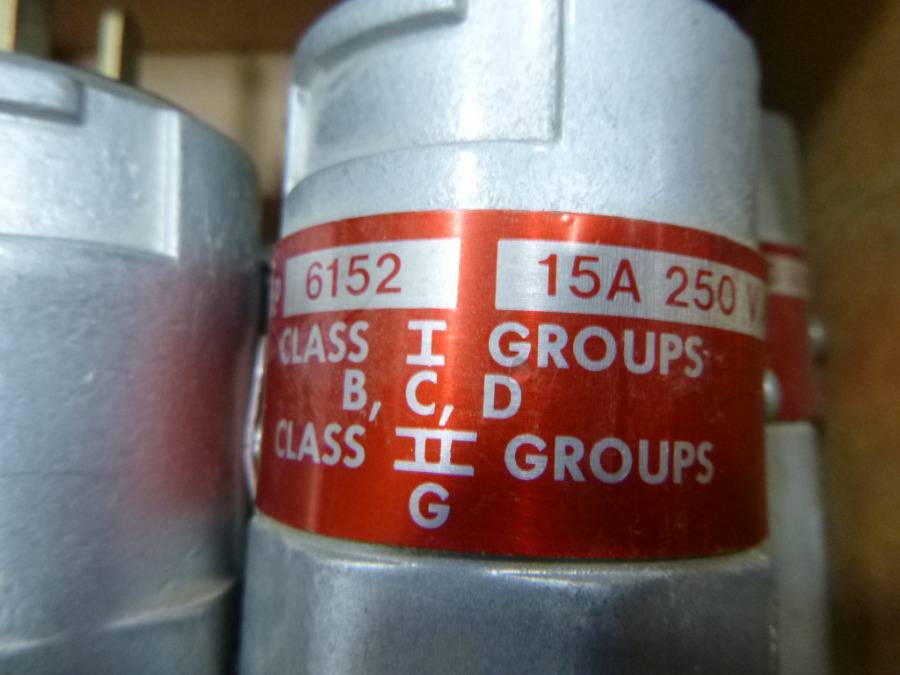 6152 15A 250 V
CLASS I GROUPS
B, C, D
CLASS II GROUPS
G